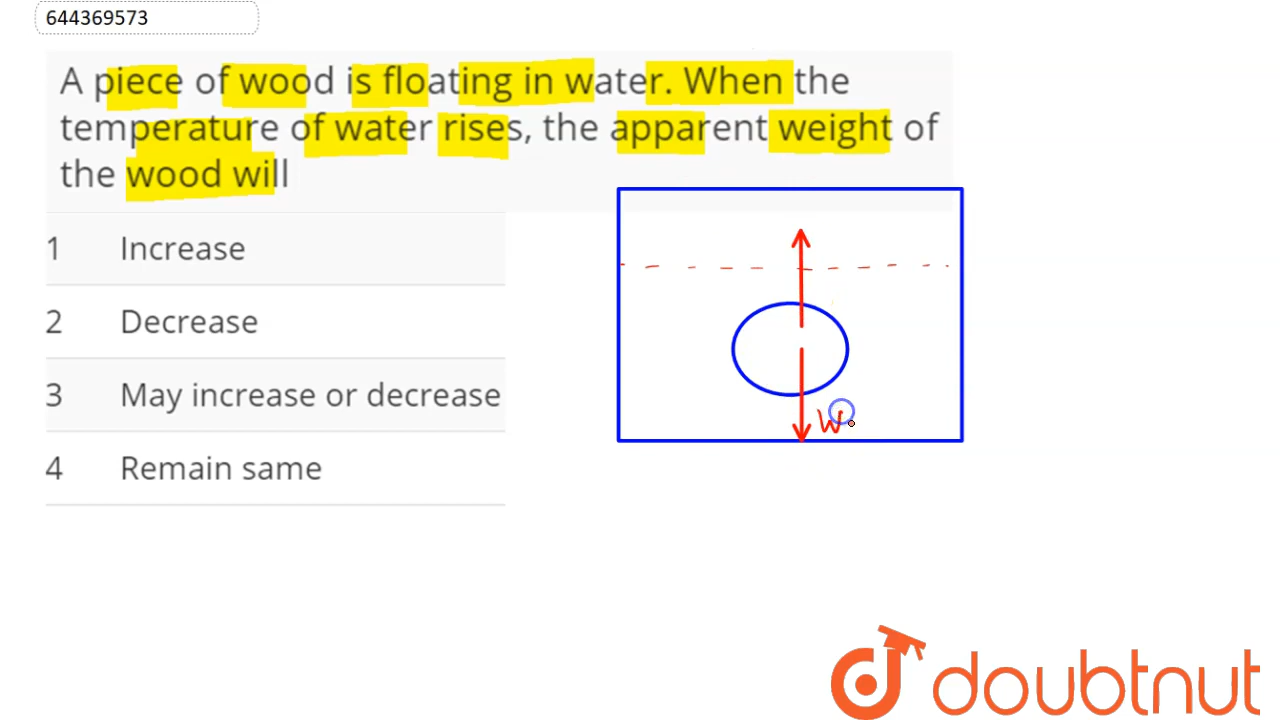 644369573
A piece of wood is floating in water. When the
temperature of water rises, the apparent weight of
the wood will
1 Increase
2 Decrease
3 May increase or decrease
4 Remain same
W
doubtnut